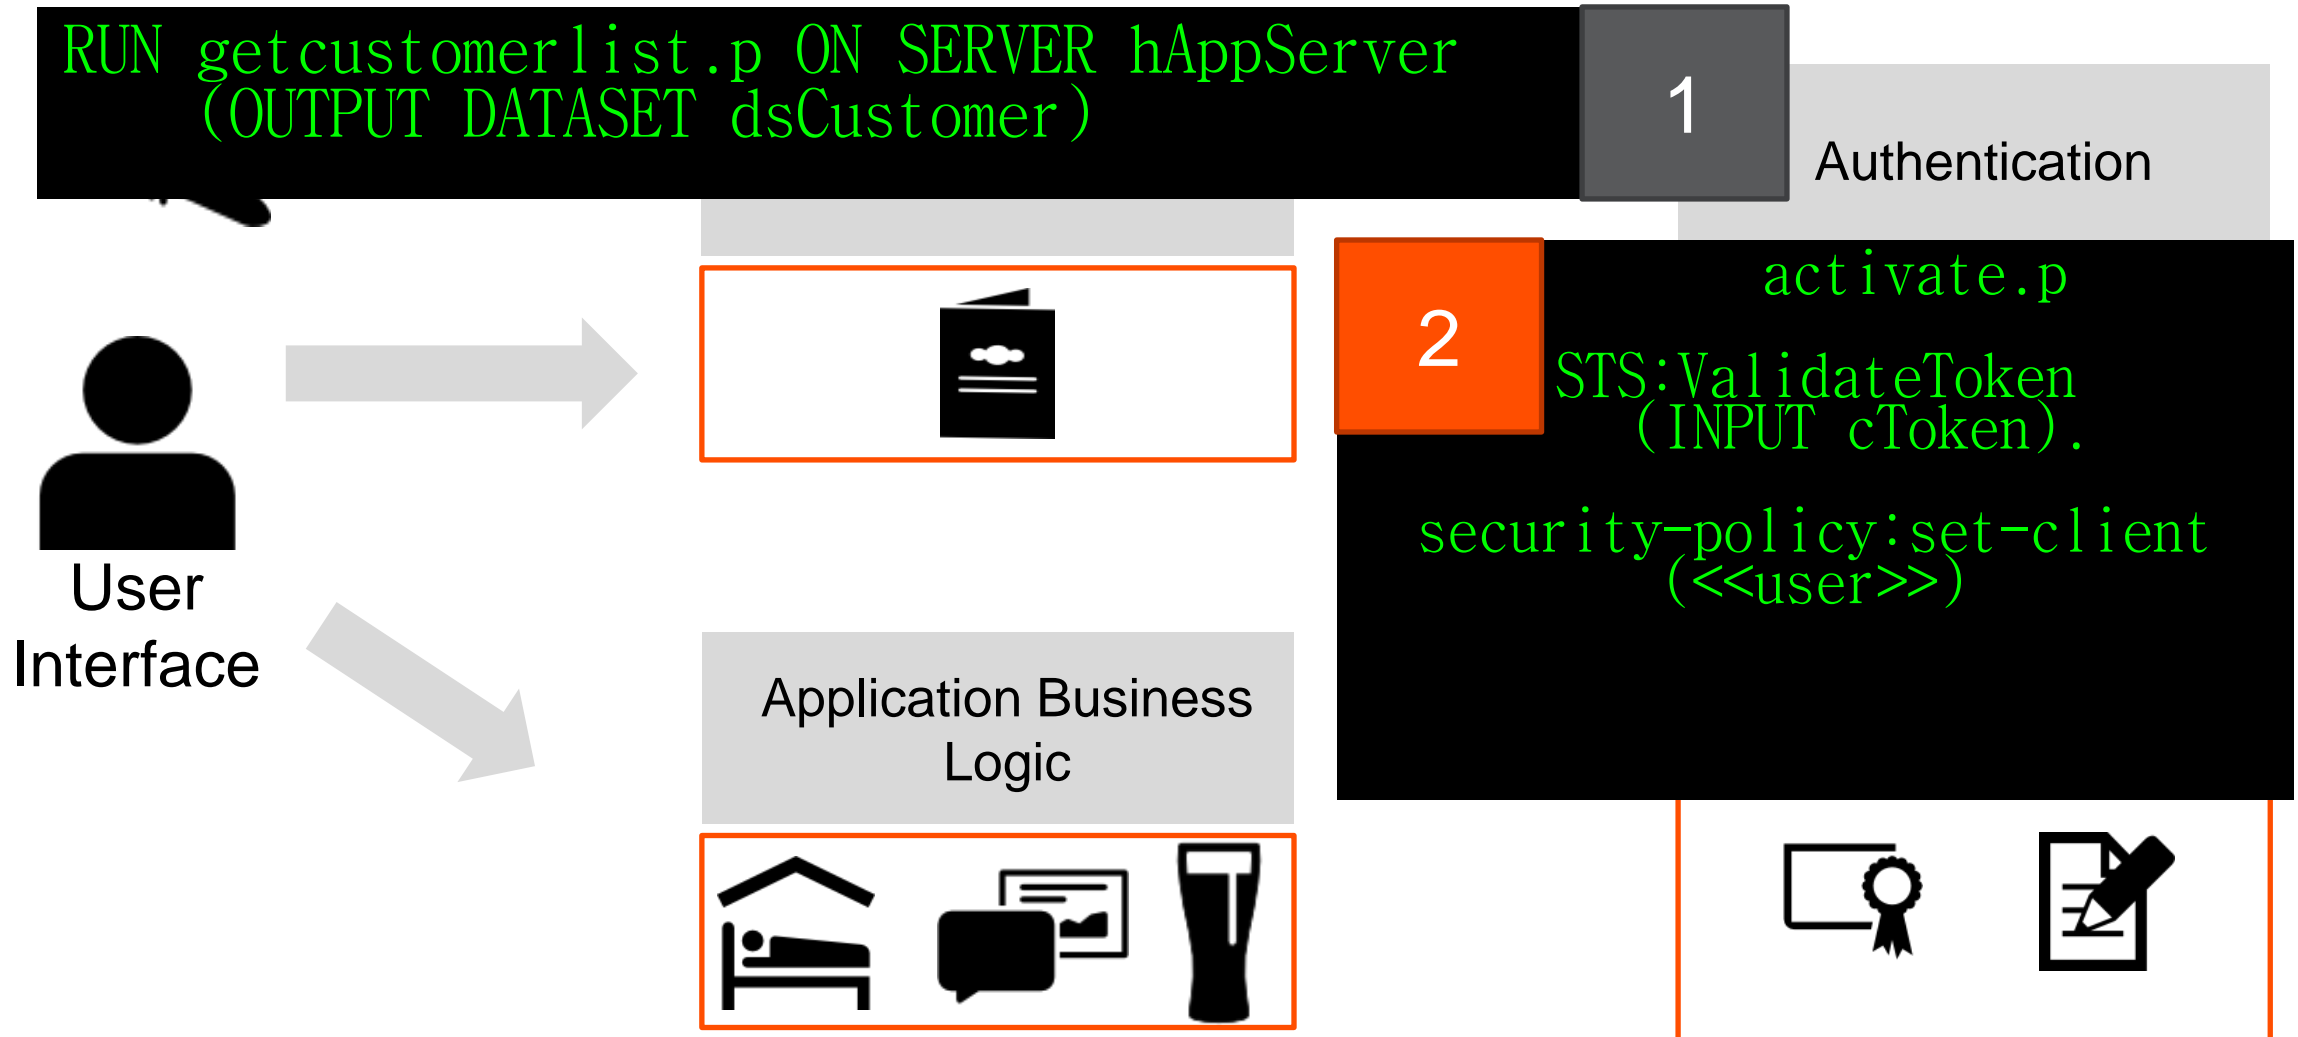 RUN getcustomerlist.p ON SERVER hAppServer
(OUTPUT DATASET dsCustomer)
1
Authentication
2
activate.p
STS:ValidateToken
(INPUT cToken).
security-policy:set-client
(<<user>>)
User
Interface
Application Business
Logic